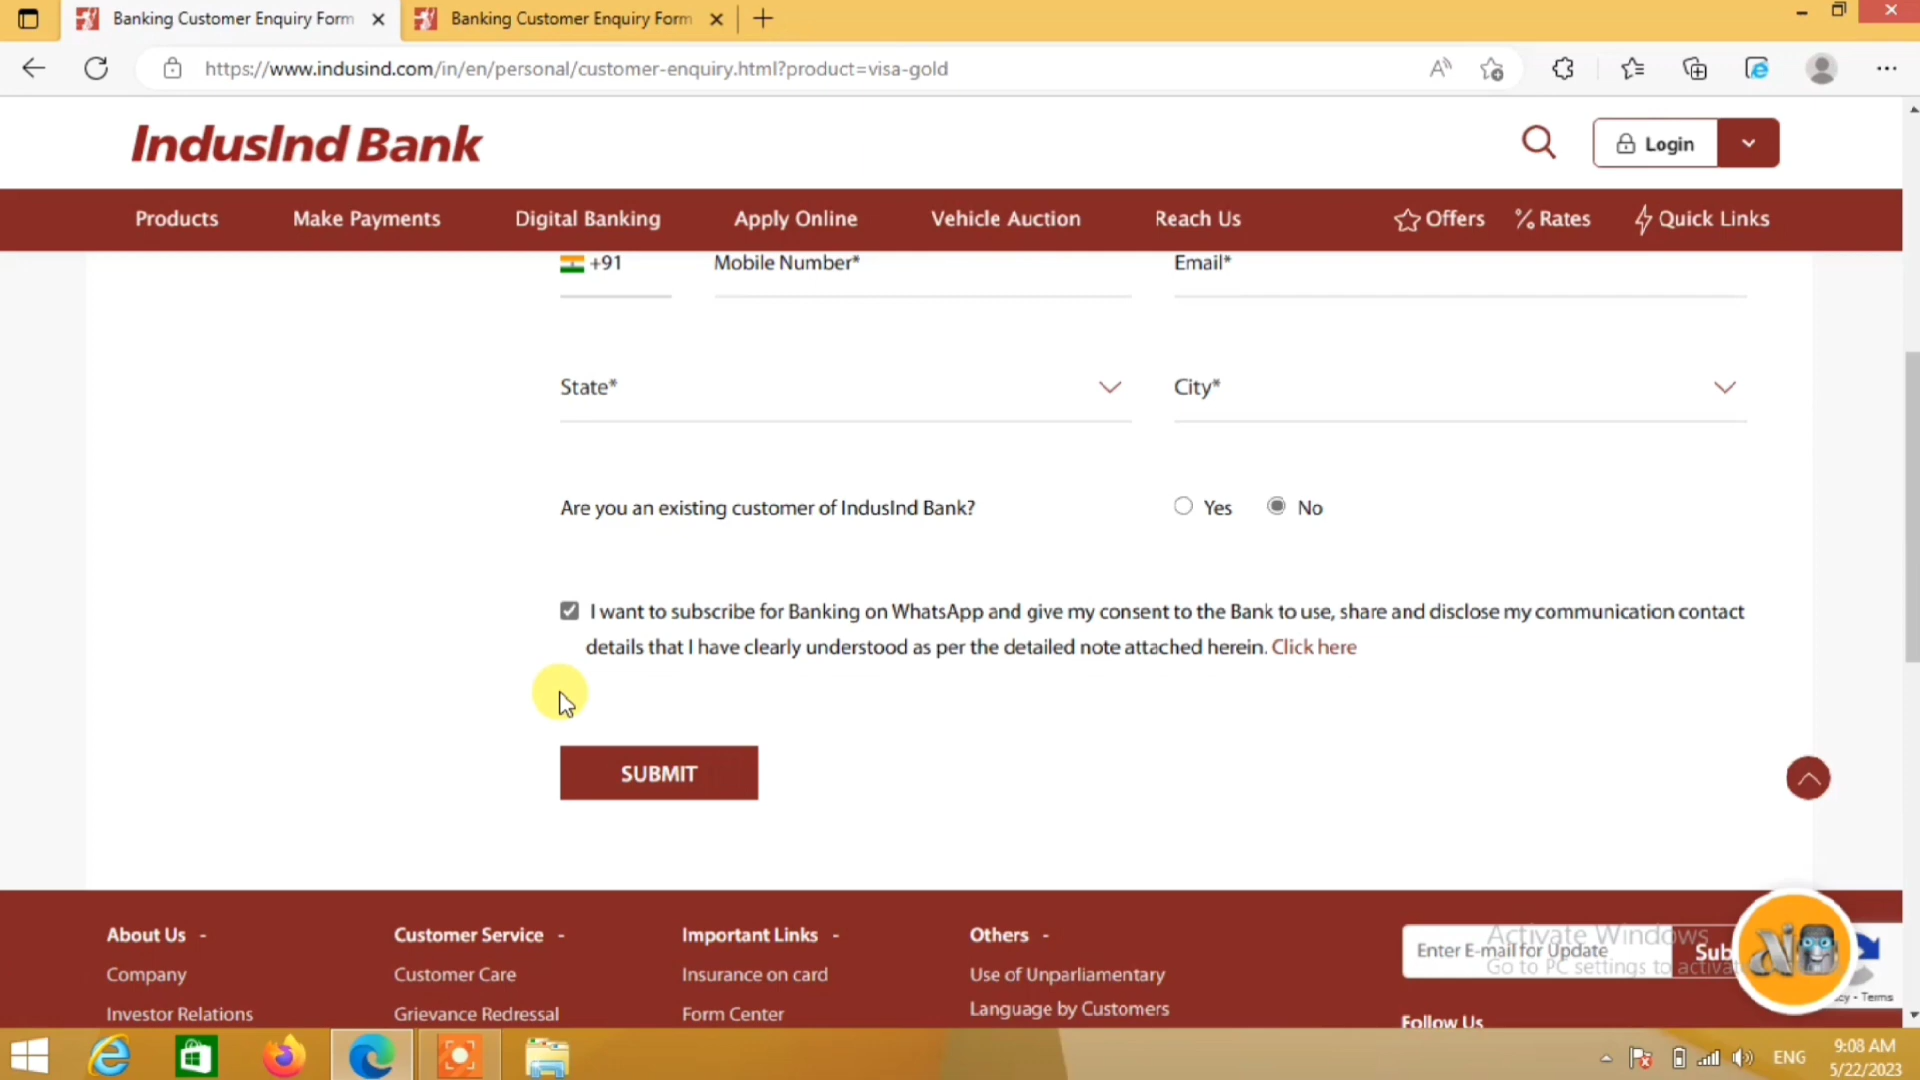 Banking Customer Enquiry Form
Banking Customer Enquiry Form
https://www.indusind.com/in/en/personal/customer-enquiry.html?product=visa-gold
IndusInd Bank
Login
Products Make Payments Digital Banking Apply Online Vehicle Auction Reach Us Offers Rates Quick Links
+91 Mobile Number* Email*
State* City*
Are you an existing customer of IndusInd Bank? Yes No
I want to subscribe for Banking on WhatsApp and give my consent to the Bank to use, share and disclose my communication contact
details that I have clearly understood as per the detailed note attached herein. Click here
SUBMIT
About Us - Customer Service - Important Links - Others -
Company Customer Care Insurance on card Use of Unparliamentary
Investor Relations Grievance Redressal Form Center Language by Customers
Enter E-mail for Update Sub
Activate Windows
Go to PC settings to activat
Terms
Follow Us
ENG
9:08 AM
5/22/2023